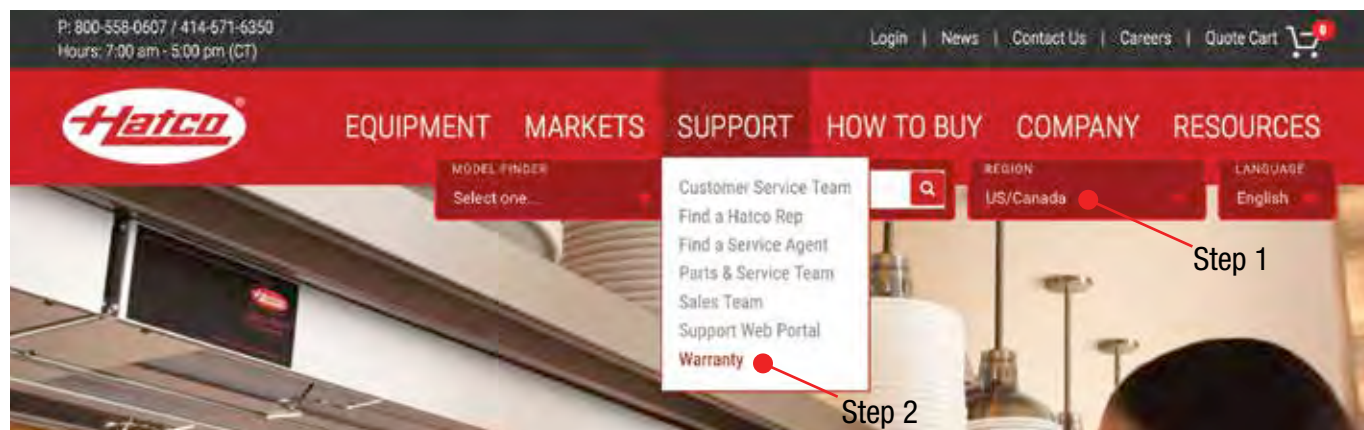 P: 800-558-0607 / 414-671-6350
Hours: 7:00 am - 5:00 pm (CT)
Login | News | Contact Us | Careers | Quote Cart 0
Hatco®
EQUIPMENT MARKETS SUPPORT HOW TO BUY COMPANY RESOURCES
MODEL FINDER
Select one...
REGION
US/Canada
LANGUAGE
English
Customer Service Team
Find a Hatco Rep
Find a Service Agent
Parts & Service Team
Sales Team
Support Web Portal
Warranty
Step 1
Step 2